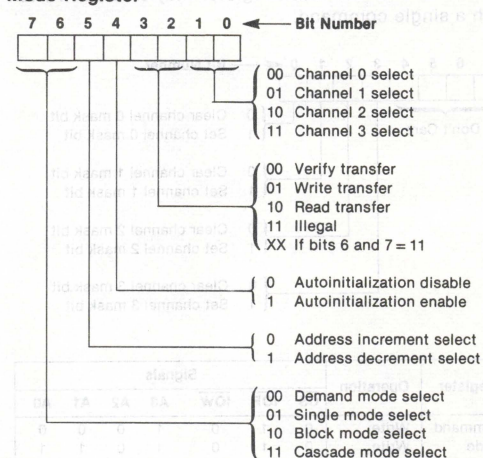 Mode Register
7 6 5 4 3 2 1 0 Bit Number
00 Channel 0 select
01 Channel 1 select
10 Channel 2 select
11 Channel 3 select
00 Verify transfer
01 Write transfer
10 Read transfer
11 Illegal
XX If bits 6 and 7 = 11
0 Autoinitialization disable
1 Autoinitialization enable
0 Address increment select
1 Address decrement select
00 Demand mode select
01 Single mode select
10 Block mode select
11 Cascade mode select